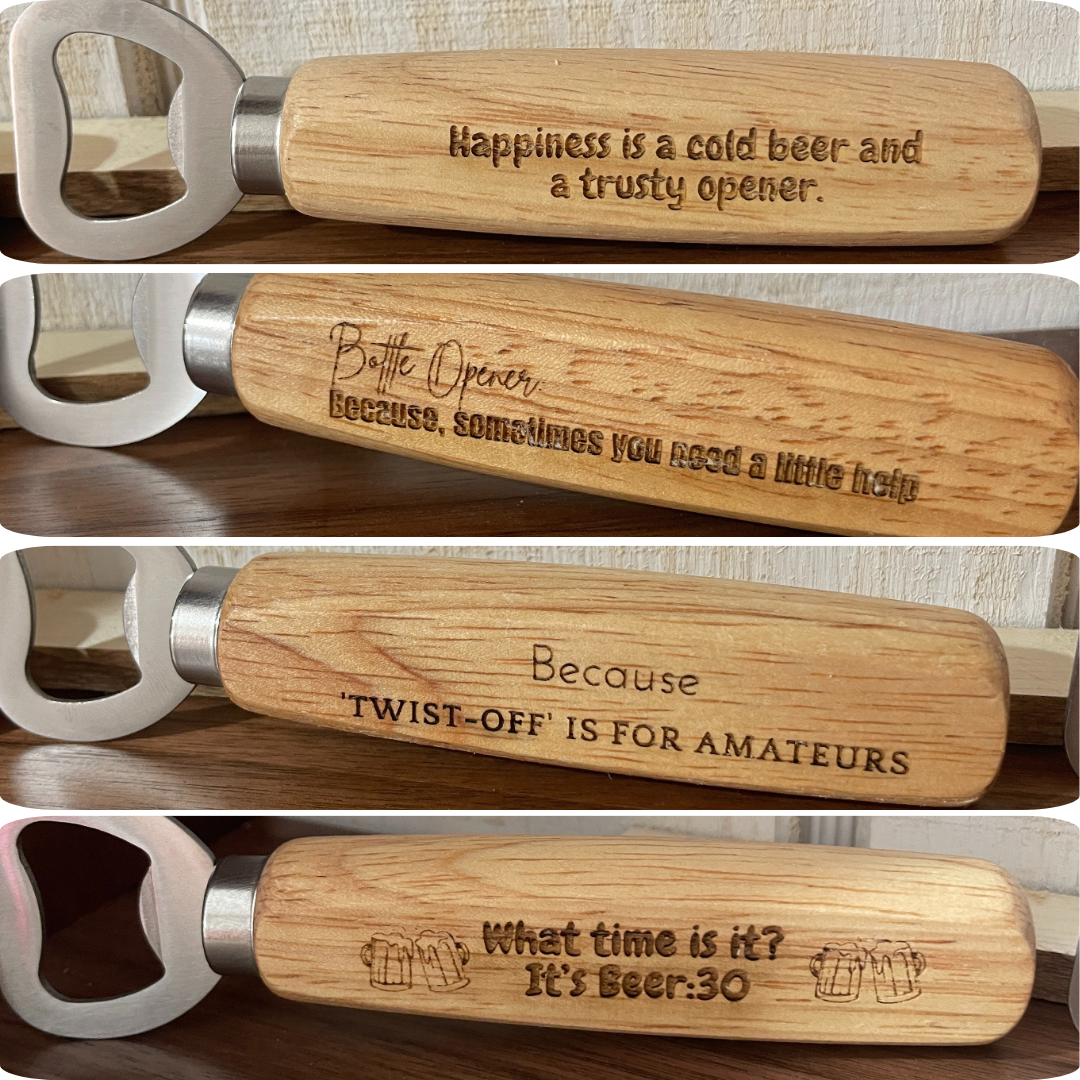 Happiness is a cold beer and
a trusty opener.
Bottle Opener:
Because, sometimes you need a little help
Because
'TWIST-OFF' IS FOR AMATEURS
What time is it?
It's Beer:30